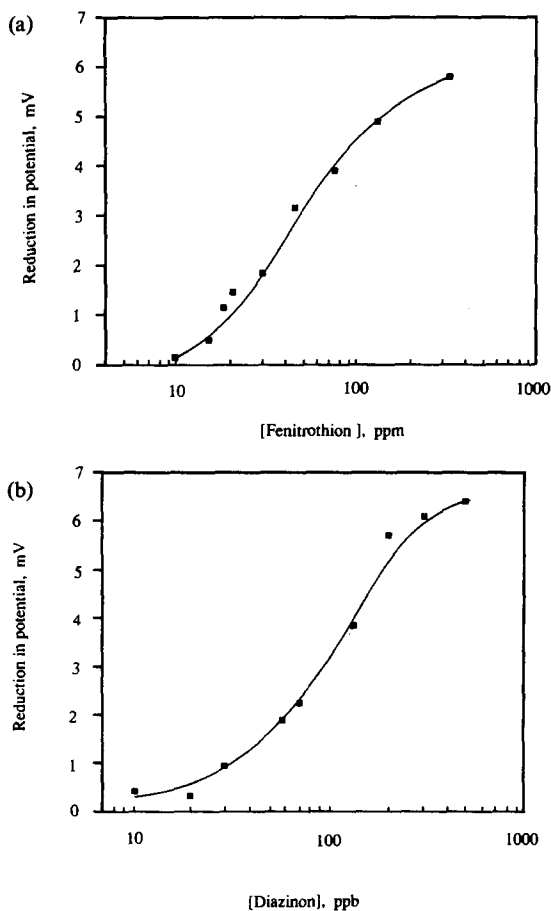 (a)
7
6
5
4
3
2
1
0
Reduction in potential, mV
10 100 1000
[Fenitrothion ], ppm
(b)
7
6
5
4
3
2
1
0
Reduction in potential, mV
10 100 1000
[Diazinon], ppb